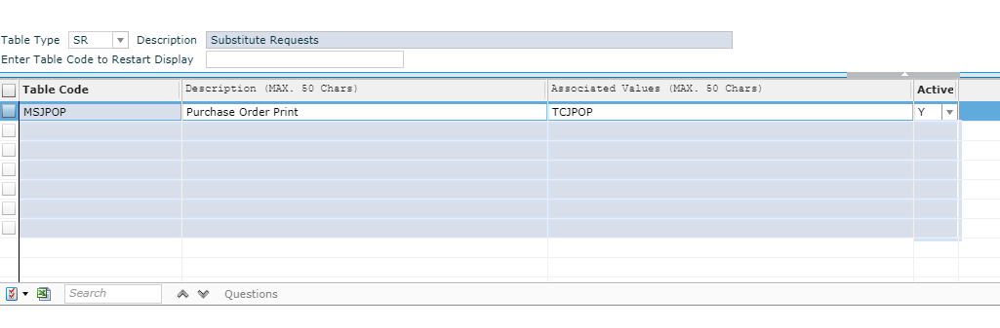 Table Type SR Description Substitute Requests
Enter Table Code to Restart Display
Table Code Description (MAX. 50 Chars) Associated Values (MAX. 50 Chars) Active
MSJPOP Purchase Order Print TCJPOP Y
Search Questions